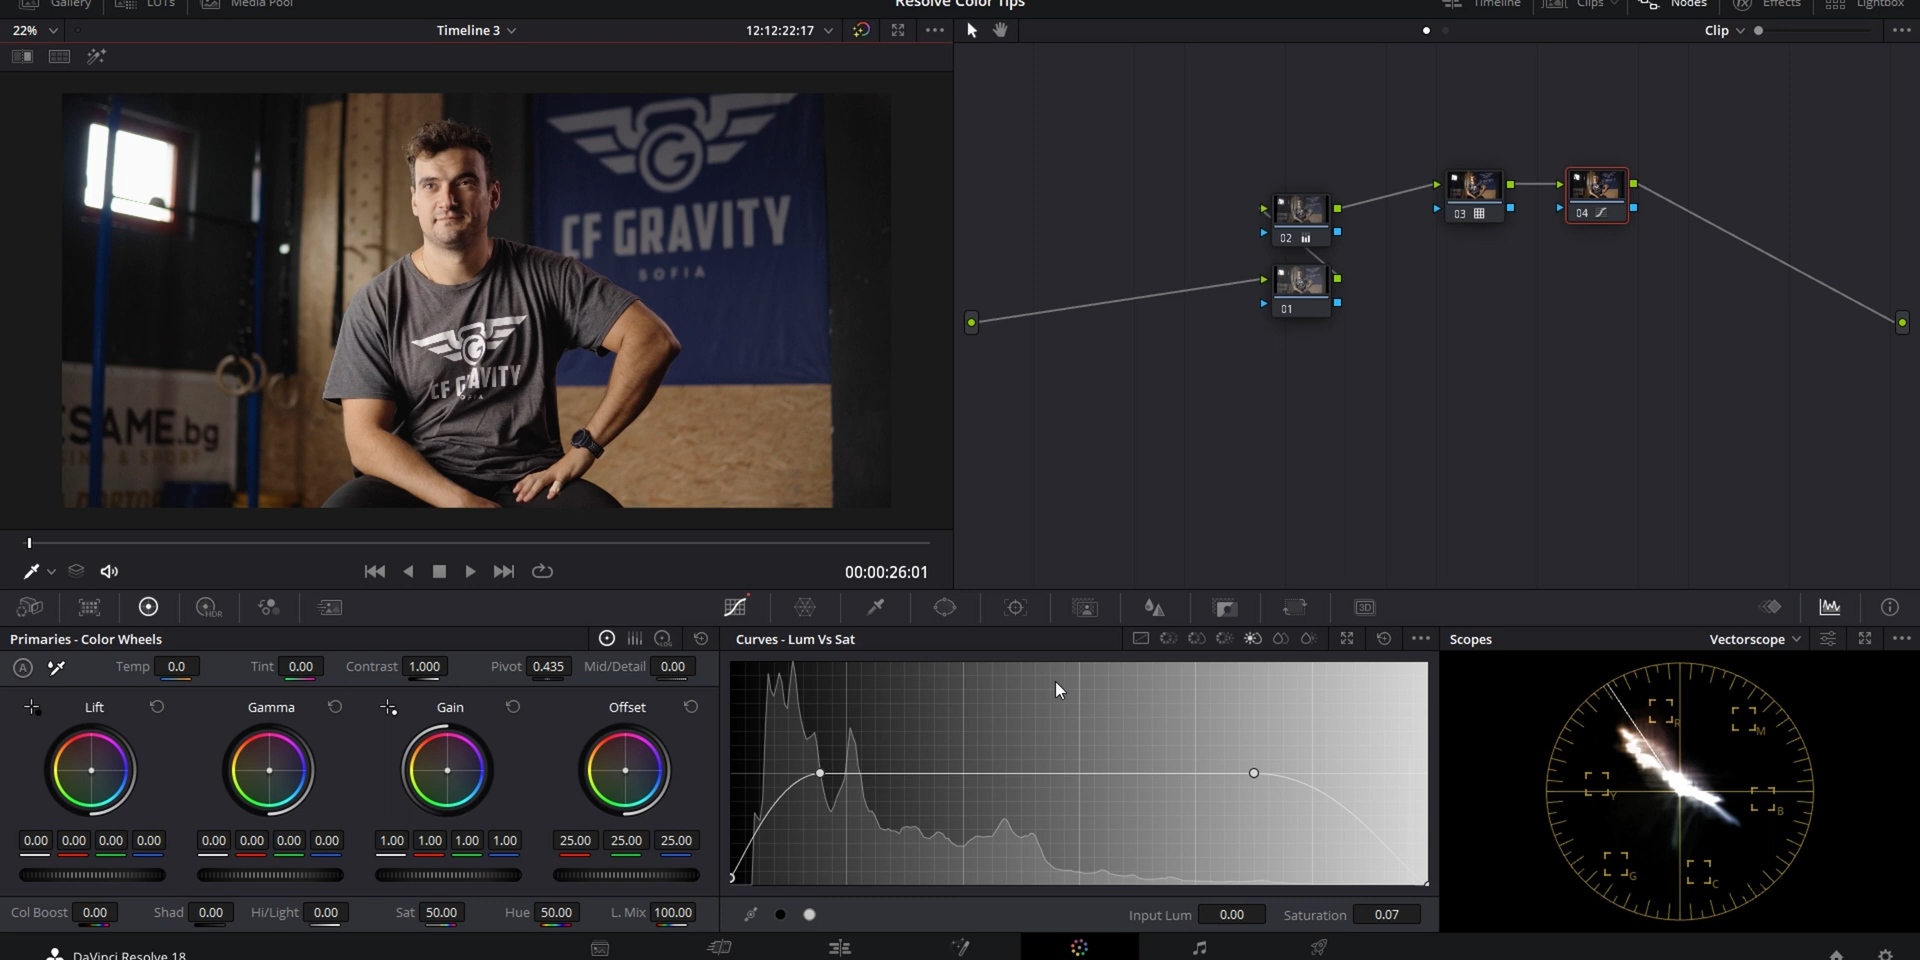 Gallery LUTs Media Pool Resolve Color Tips Timeline Clips Nodes Effects Lightbox
22% Timeline 3 12:12:22:17 Clip
CF GRAVITY
SOFIA
CF GRAVITY
SOFIA
ESAME.bg
& SPORT
03 04
02
01
00:00:26:01
HDR 3D
Primaries - Color Wheels Curves - Lum Vs Sat Scopes Vectorscope
A Temp 0.0 Tint 0.00 Contrast 1.000 Pivot 0.435 Mid/Detail 0.00
Lift Gamma Gain Offset
R M
Y B
G C
0.00 0.00 0.00 0.00 0.00 0.00 0.00 0.00 1.00 1.00 1.00 1.00 25.00 25.00 25.00
Col Boost 0.00 Shad 0.00 Hi/Light 0.00 Sat 50.00 Hue 50.00 L. Mix 100.00 Input Lum 0.00 Saturation 0.07
DaVinci Resolve 18